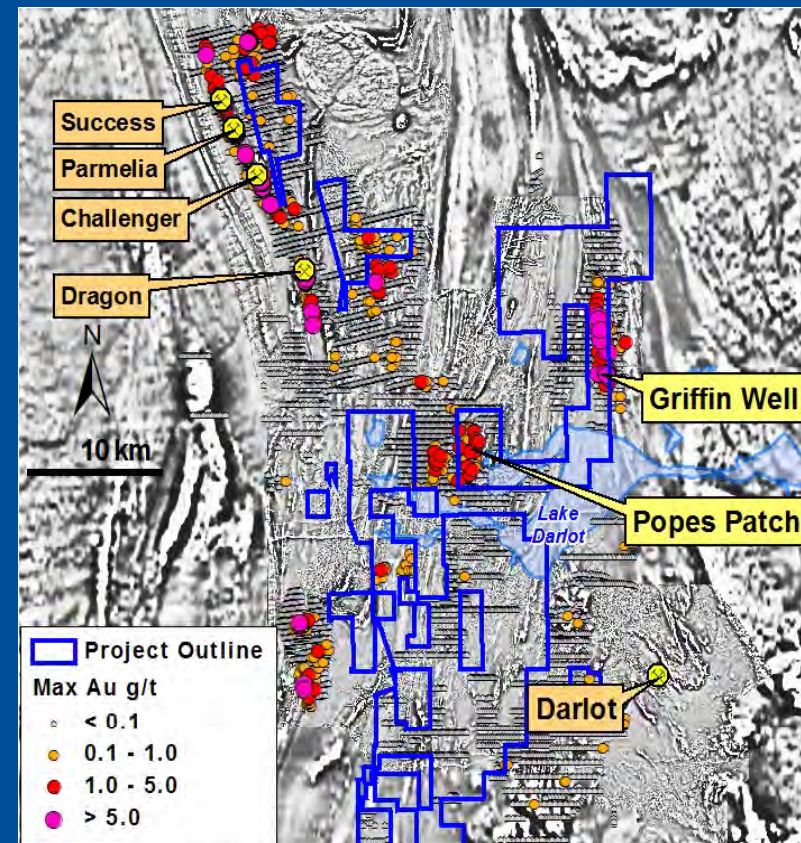 Success
Parmelia
Challenger
Dragon
N
10 km
Griffin Well
Popes Patch
Lake
Darlot
Darlot
Project Outline
Max Au g/t
< 0.1
0.1 - 1.0
1.0 - 5.0
> 5.0